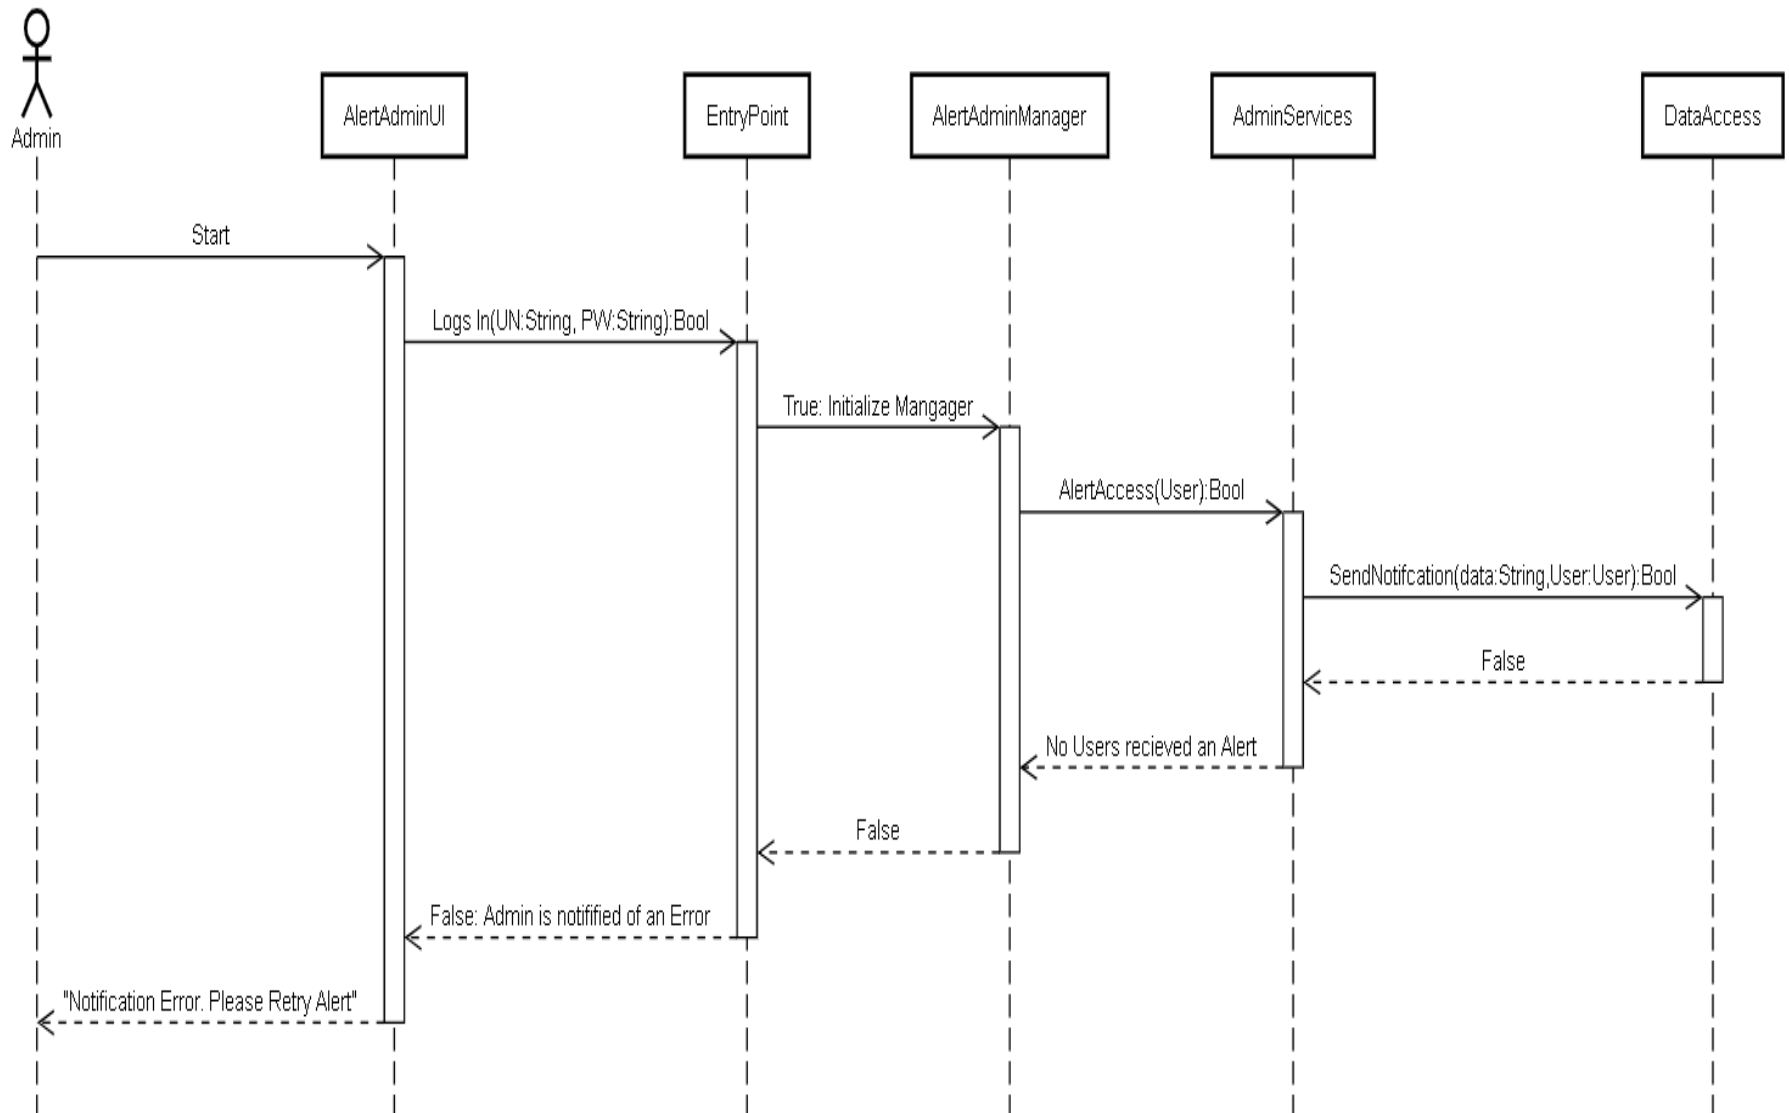 Admin
AlertAdminUI
EntryPoint
AlertAdminManager
AdminServices
DataAccess
Start
Logs In(UN:String, PW:String):Bool
True: Initialize Mangager
AlertAccess(User):Bool
SendNotifcation(data:String,User:User):Bool
False
No Users recieved an Alert
False
False: Admin is notifified of an Error
"Notification Error. Please Retry Alert"